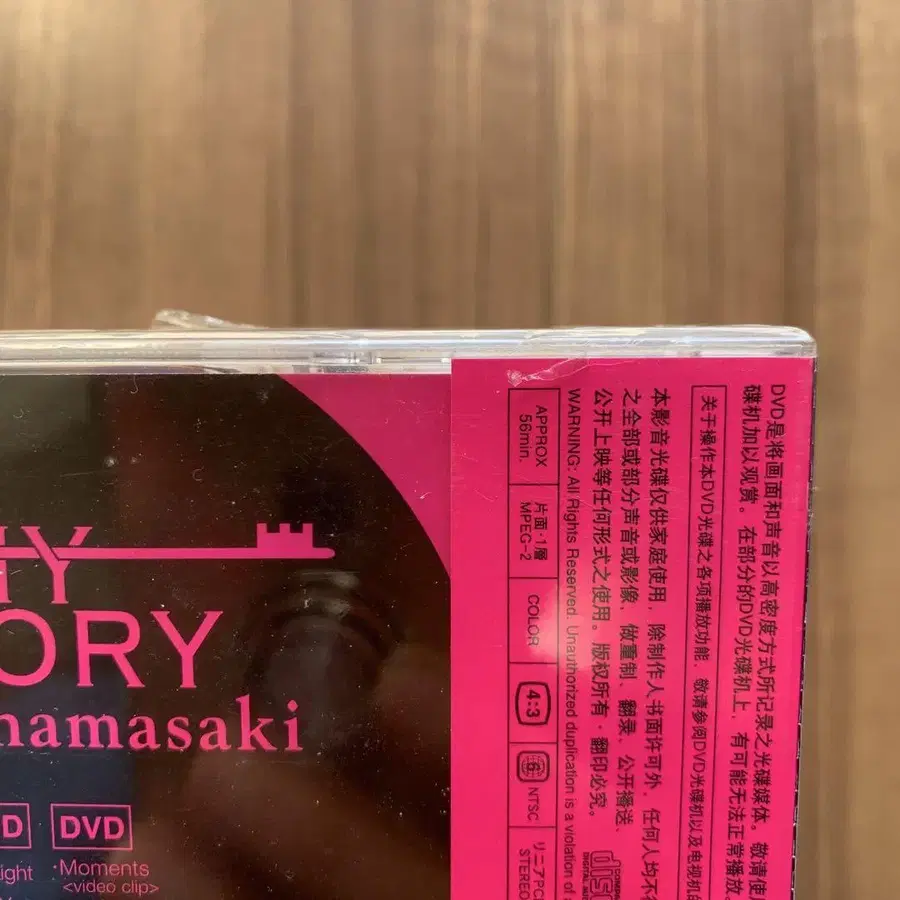 MY
ORY
hamasaki
D
DVD
ight
·Moments
<video clip>
DVD是将画面和声音以高密度方式所记录之光碟媒体。敬请使用
碟机加以观赏。在部分的DVD光碟机上，有可能无法正常播放。
关于操作本DVD光碟之各项播放功能，敬请参阅DVD光碟机以及电视机的
本影音光碟仅供家庭使用，除制作人书面许可外，任何人均不得
之全部或部分声音或影像，做重制、翻录、公开播送、
公开上映等任何形式之使用。版权所有，翻印必究。
WARNING: All Rights Reserved. Unauthorized duplication is a violation of
APPROX
56min.
片面·1層
MPEG-2
COLOR
4:3
6
NTSC
リニアPC
STEREO
COMPA
disc
DIGITAL AUD